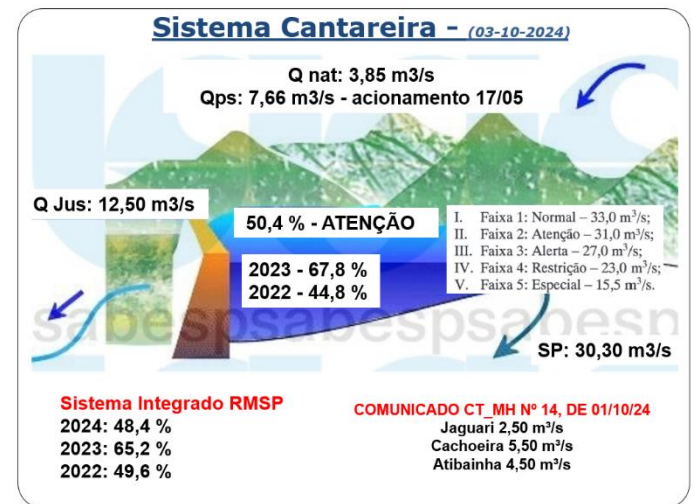 Sistema Cantareira - (03-10-2024)
Q nat: 3,85 m3/s
Qps: 7,66 m3/s - acionamento 17/05
Q Jus: 12,50 m3/s
50,4 % - ATENÇÃO
2023 - 67,8 %
2022 - 44,8 %
I. Faixa 1: Normal – 33,0 m³/s;
II. Faixa 2: Atenção – 31,0 m³/s;
III. Faixa 3: Alerta – 27,0 m³/s;
IV. Faixa 4: Restrição – 23,0 m³/s;
V. Faixa 5: Especial – 15,5 m³/s.
sabespsabespsabesp
SP: 30,30 m3/s
Sistema Integrado RMSP
2024: 48,4 %
2023: 65,2 %
2022: 49,6 %
COMUNICADO CT_MH Nº 14, DE 01/10/24
Jaguari 2,50 m³/s
Cachoeira 5,50 m³/s
Atibainha 4,50 m³/s